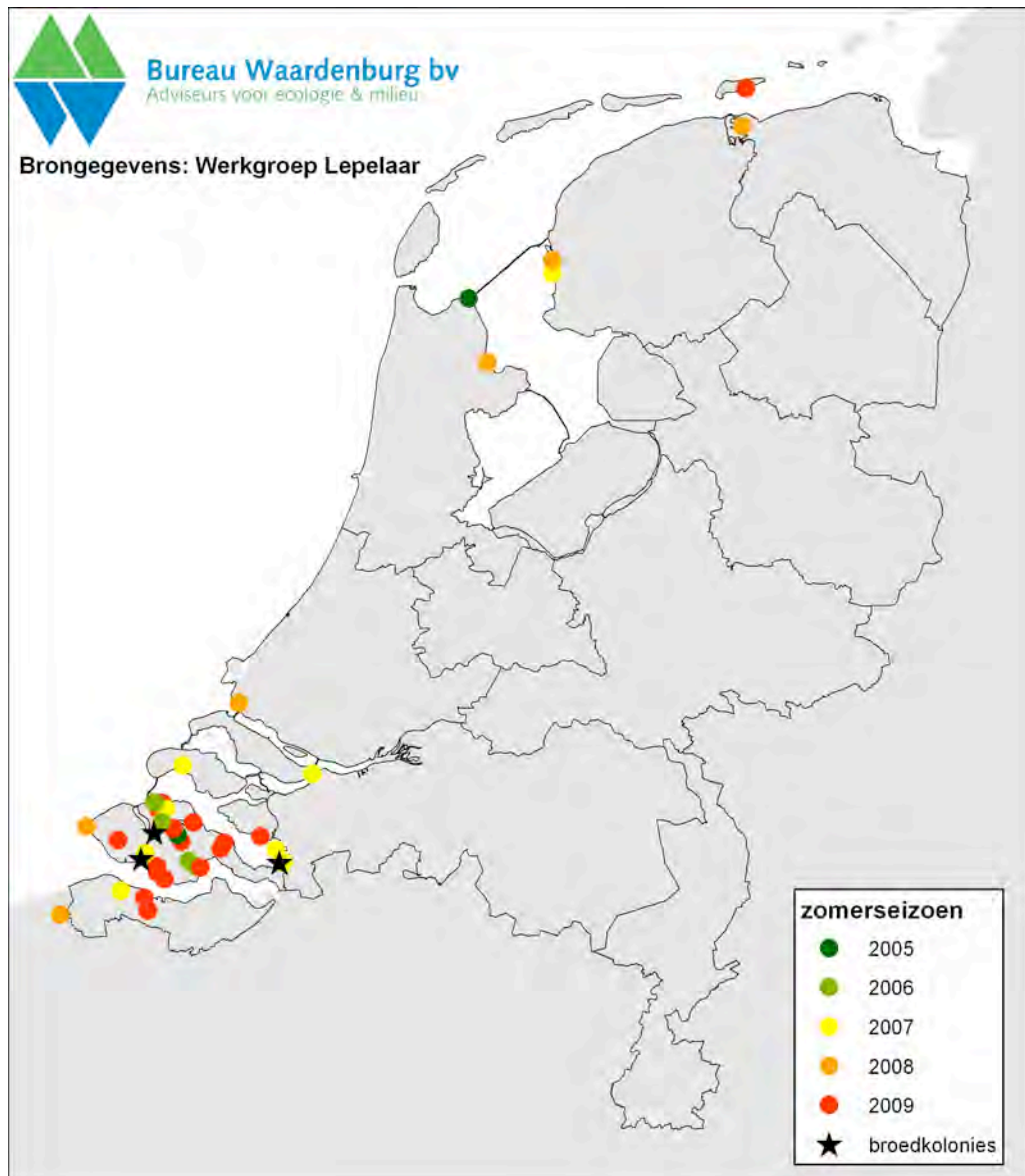 Bureau Waardenburg bv
Adviseurs voor ecologie & milieu
Brongegevens: Werkgroep Lepelaar
zomerseizoen
2005
2006
2007
2008
2009
broedkolonies